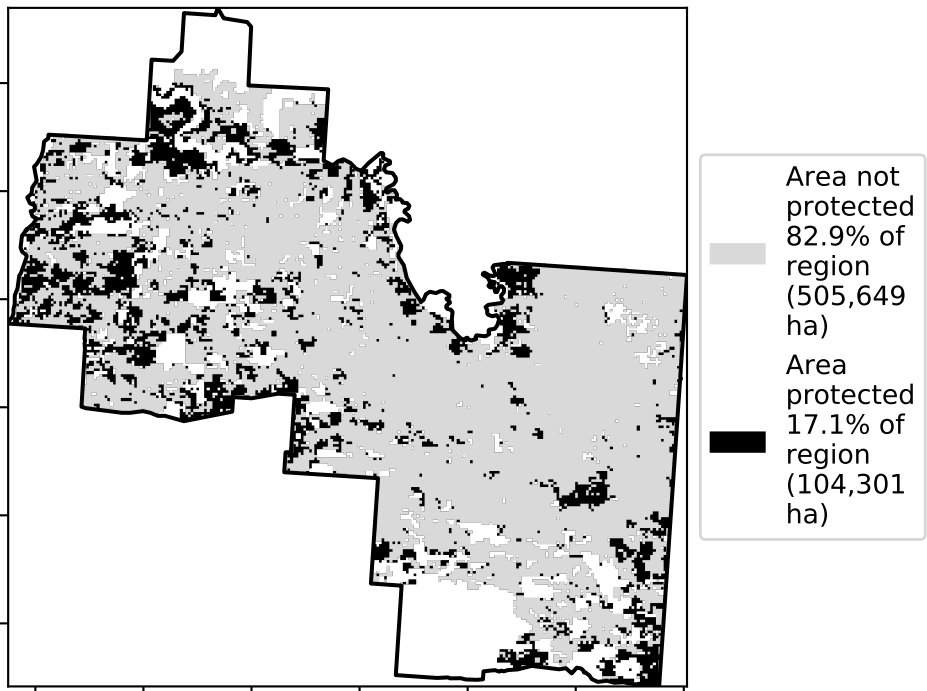 Area not
protected
82.9% of
region
(505,649
ha)
Area
protected
17.1% of
region
(104,301
ha)